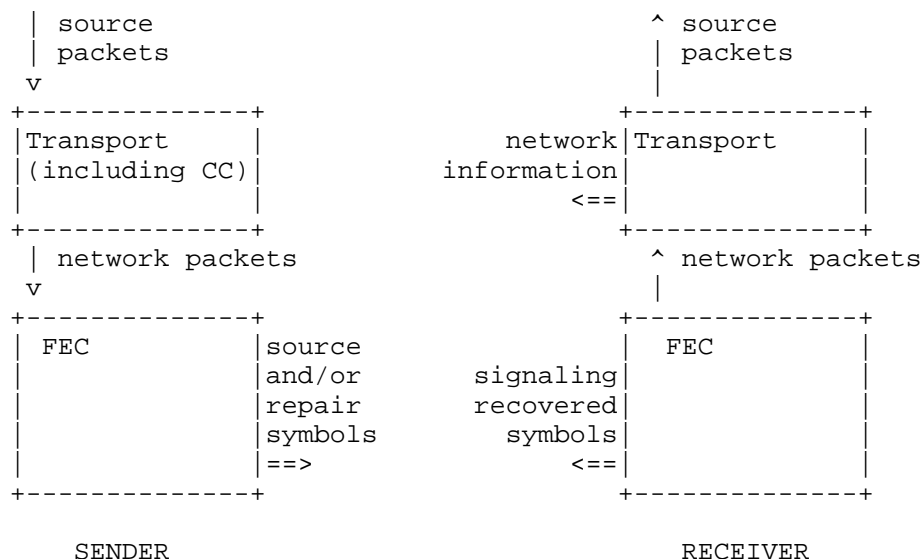 | source ^ source
| packets | packets
v |
+--------------+ +--------------+
|Transport | network|Transport |
|(including CC)| information| |
| | <==| |
+--------------+ +--------------+
| network packets ^ network packets
v |
+--------------+ +--------------+
| FEC |source | FEC |
| |and/or signaling| |
| |repair recovered| |
| |symbols symbols| |
| |==> <==| |
+--------------+ +--------------+
SENDER RECEIVER